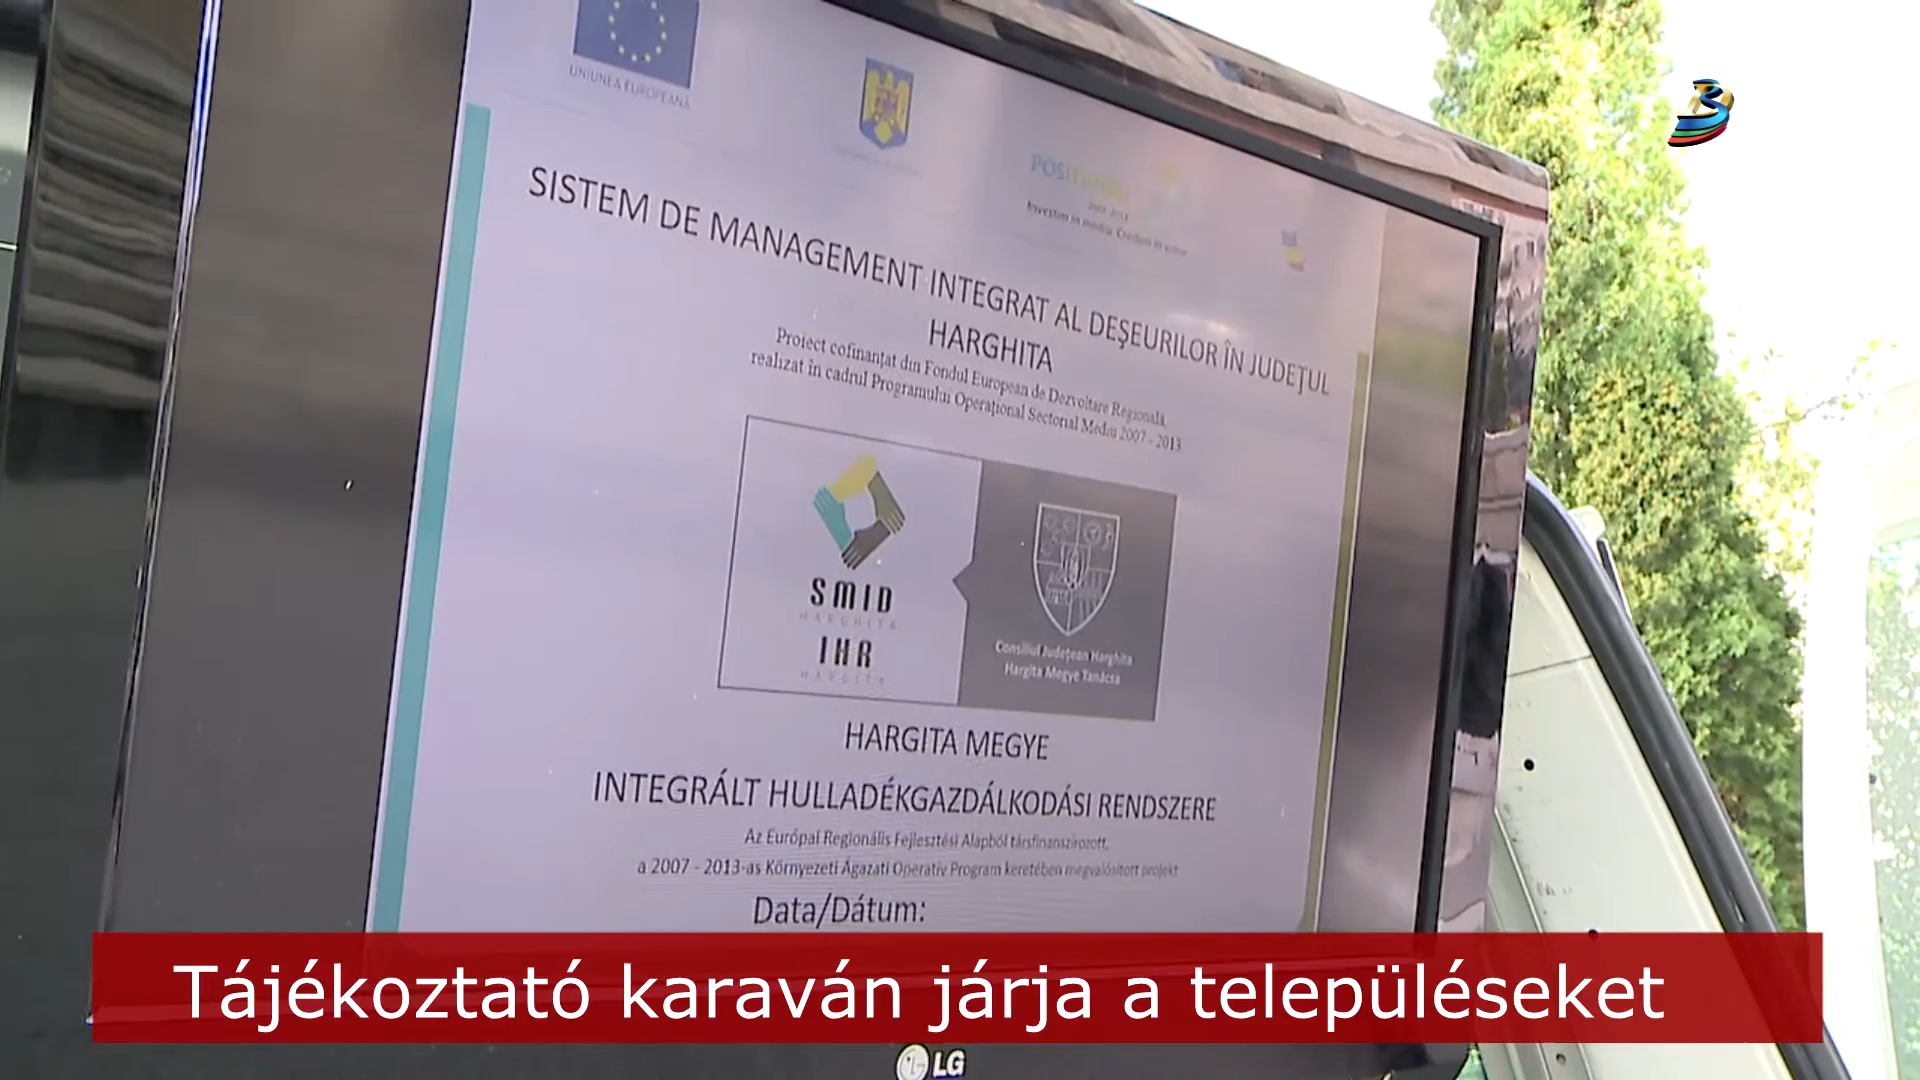 UNIUNEA EUROPEANĂ
SISTEM DE MANAGEMENT INTEGRAT AL DEŞEURILOR ÎN JUDEŢUL
HARGHITA
Proiect cofinanţat din Fondul European de Dezvoltare Regională,
realizat în cadrul Programului Operaţional Sectorial Mediu 2007 - 2013
SMID
HARGHITA
IHR
HARGITA
Consiliul Judeţean Harghita
Hargita Megye Tanácsa
HARGITA MEGYE
INTEGRÁLT HULLADÉKGAZDÁLKODÁSI RENDSZERE
Az Európai Regionális Fejlesztési Alapból társfinanszírozott,
a 2007 - 2013-as Környezeti Ágazati Operatív Program keretében megvalósított projekt
Data/Dátum:
Tájékoztató karaván járja a településeket
LG